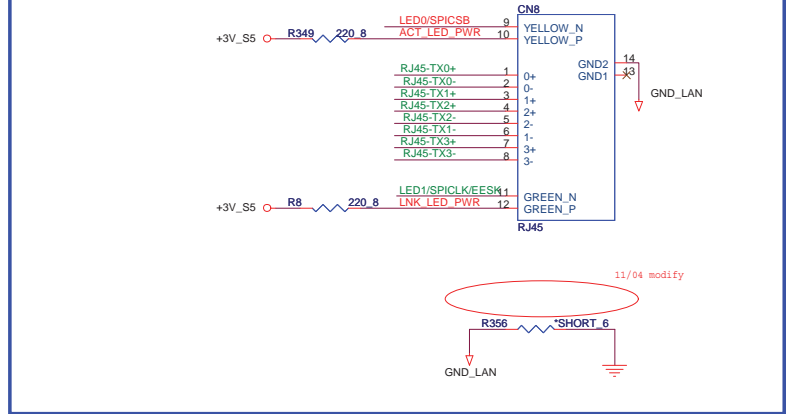 CN8
LED0/SPICSB 9 YELLOW_N
+3V_S5 R349 220_8 ACT_LED_PWR 10 YELLOW_P
GND2 14
GND1 13
GND_LAN
RJ45-TX0+ 1 0+
RJ45-TX0- 2 0-
RJ45-TX1+ 3 1+
RJ45-TX2+ 4 2+
RJ45-TX2- 5 2-
RJ45-TX1- 6 1-
RJ45-TX3+ 7 3+
RJ45-TX3- 8 3-
LED1/SPICLK/EESK 11 GREEN_N
+3V_S5 R8 220_8 LNK_LED_PWR 12 GREEN_P
RJ45
11/04 modify
R356 *SHORT_6
GND_LAN